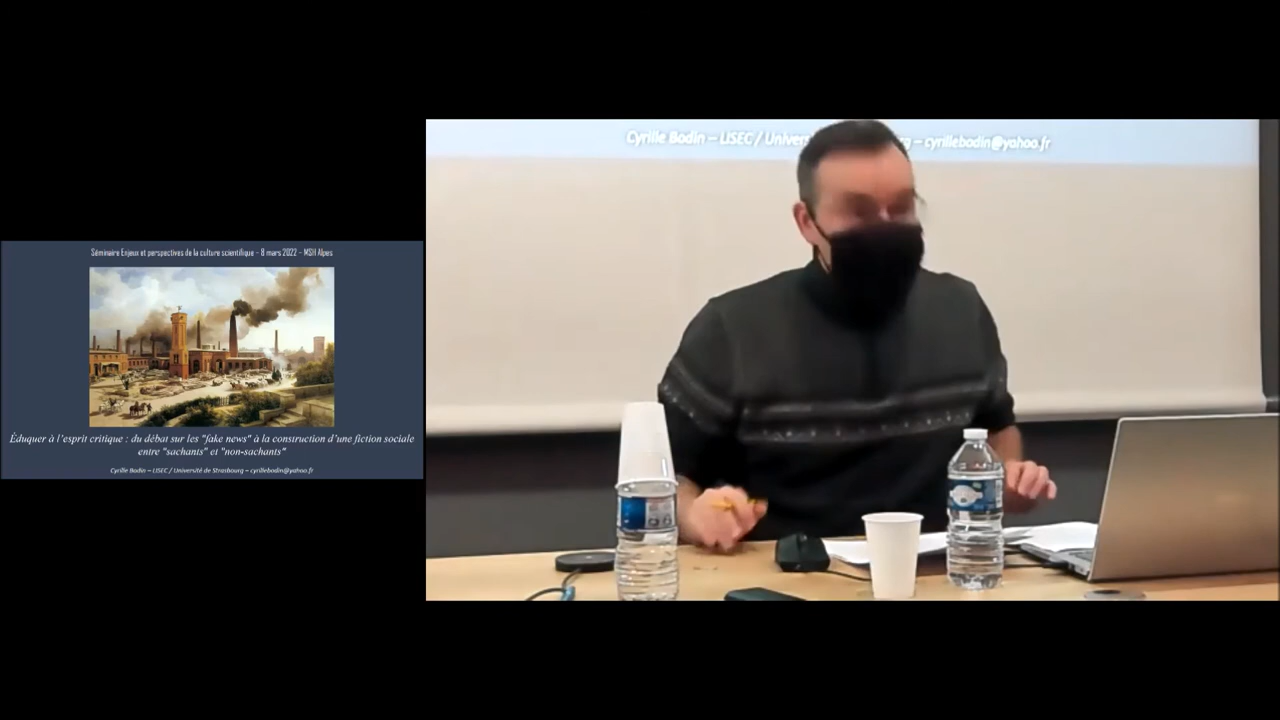 Séminaire Enjeux et perspectives de la culture scientifique – 8 mars 2022 – MSH Alpes
Éduquer à l'esprit critique : du débat sur les "fake news" à la construction d'une fiction sociale
entre "sachants" et "non-sachants"
Cyrille Bodin – LISEC / Université de Strasbourg – cyrillebodin@yahoo.fr
Cyrille Bodin – LISEC / Univers rg – cyrillebodin@yahoo.fr